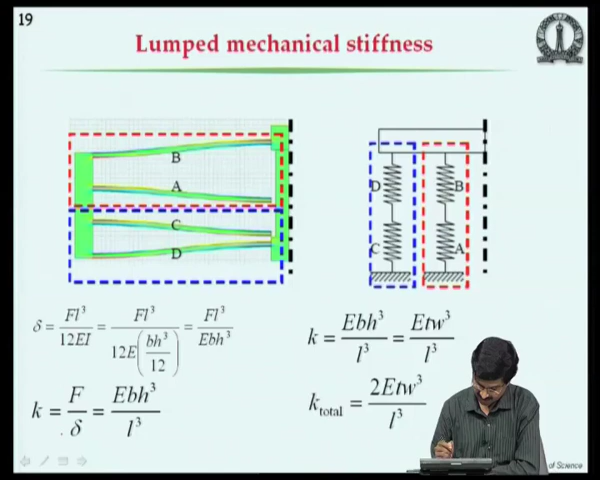 19
Lumped mechanical stiffness
B
A
C
D
D
B
C
A
δ = Fl³/12EI = Fl³/12E(bh³/12) = Fl³/Ebh³
k = F/δ = Ebh³/l³
k = Ebh³/l³ = Etw³/l³
k_total = 2Etw³/l³
of Science